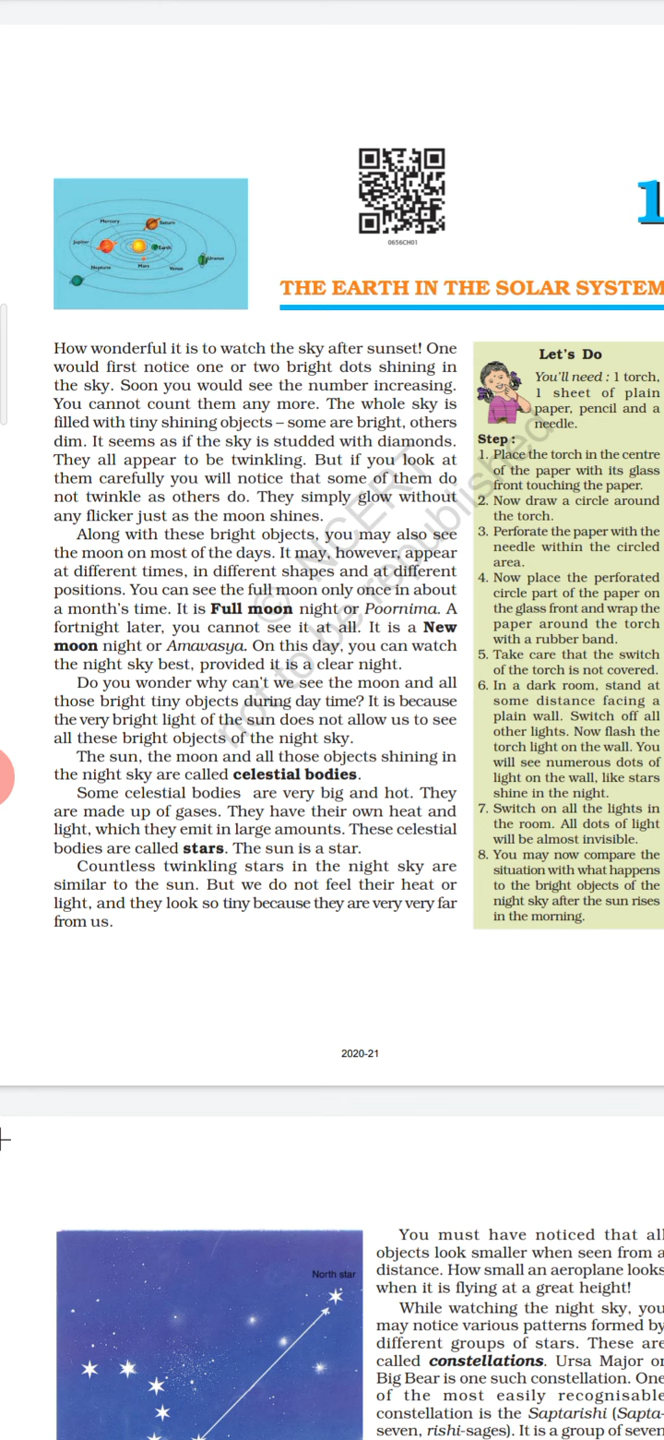 Mercury
Saturn
Jupiter
Earth
Uranus
Neptune
Mars
Venus
0656CH01
1
THE EARTH IN THE SOLAR SYSTEM
How wonderful it is to watch the sky after sunset! One
would first notice one or two bright dots shining in
the sky. Soon you would see the number increasing.
You cannot count them any more. The whole sky is
filled with tiny shining objects – some are bright, others
dim. It seems as if the sky is studded with diamonds.
They all appear to be twinkling. But if you look at
them carefully you will notice that some of them do
not twinkle as others do. They simply glow without
any flicker just as the moon shines.
Along with these bright objects, you may also see
the moon on most of the days. It may, however, appear
at different times, in different shapes and at different
positions. You can see the full moon only once in about
a month's time. It is Full moon night or Poornima. A
fortnight later, you cannot see it at all. It is a New
moon night or Amavasya. On this day, you can watch
the night sky best, provided it is a clear night.
Do you wonder why can't we see the moon and all
those bright tiny objects during day time? It is because
the very bright light of the sun does not allow us to see
all these bright objects of the night sky.
The sun, the moon and all those objects shining in
the night sky are called celestial bodies.
Some celestial bodies are very big and hot. They
are made up of gases. They have their own heat and
light, which they emit in large amounts. These celestial
bodies are called stars. The sun is a star.
Countless twinkling stars in the night sky are
similar to the sun. But we do not feel their heat or
light, and they look so tiny because they are very very far
from us.
Let's Do
You'll need : 1 torch,
1 sheet of plain
paper, pencil and a
needle.
Step :
1. Place the torch in the centre
of the paper with its glass
front touching the paper.
2. Now draw a circle around
the torch.
3. Perforate the paper with the
needle within the circled
area.
4. Now place the perforated
circle part of the paper on
the glass front and wrap the
paper around the torch
with a rubber band.
5. Take care that the switch
of the torch is not covered.
6. In a dark room, stand at
some distance facing a
plain wall. Switch off all
other lights. Now flash the
torch light on the wall. You
will see numerous dots of
light on the wall, like stars
shine in the night.
7. Switch on all the lights in
the room. All dots of light
will be almost invisible.
8. You may now compare the
situation with what happens
to the bright objects of the
night sky after the sun rises
in the morning.
© NCERT
not to be republished
2020-21
North star
You must have noticed that all
objects look smaller when seen from a
distance. How small an aeroplane looks
when it is flying at a great height!
While watching the night sky, you
may notice various patterns formed by
different groups of stars. These are
called constellations. Ursa Major or
Big Bear is one such constellation. One
of the most easily recognisable
constellation is the Saptarishi (Sapta-
seven, rishi-sages). It is a group of seven